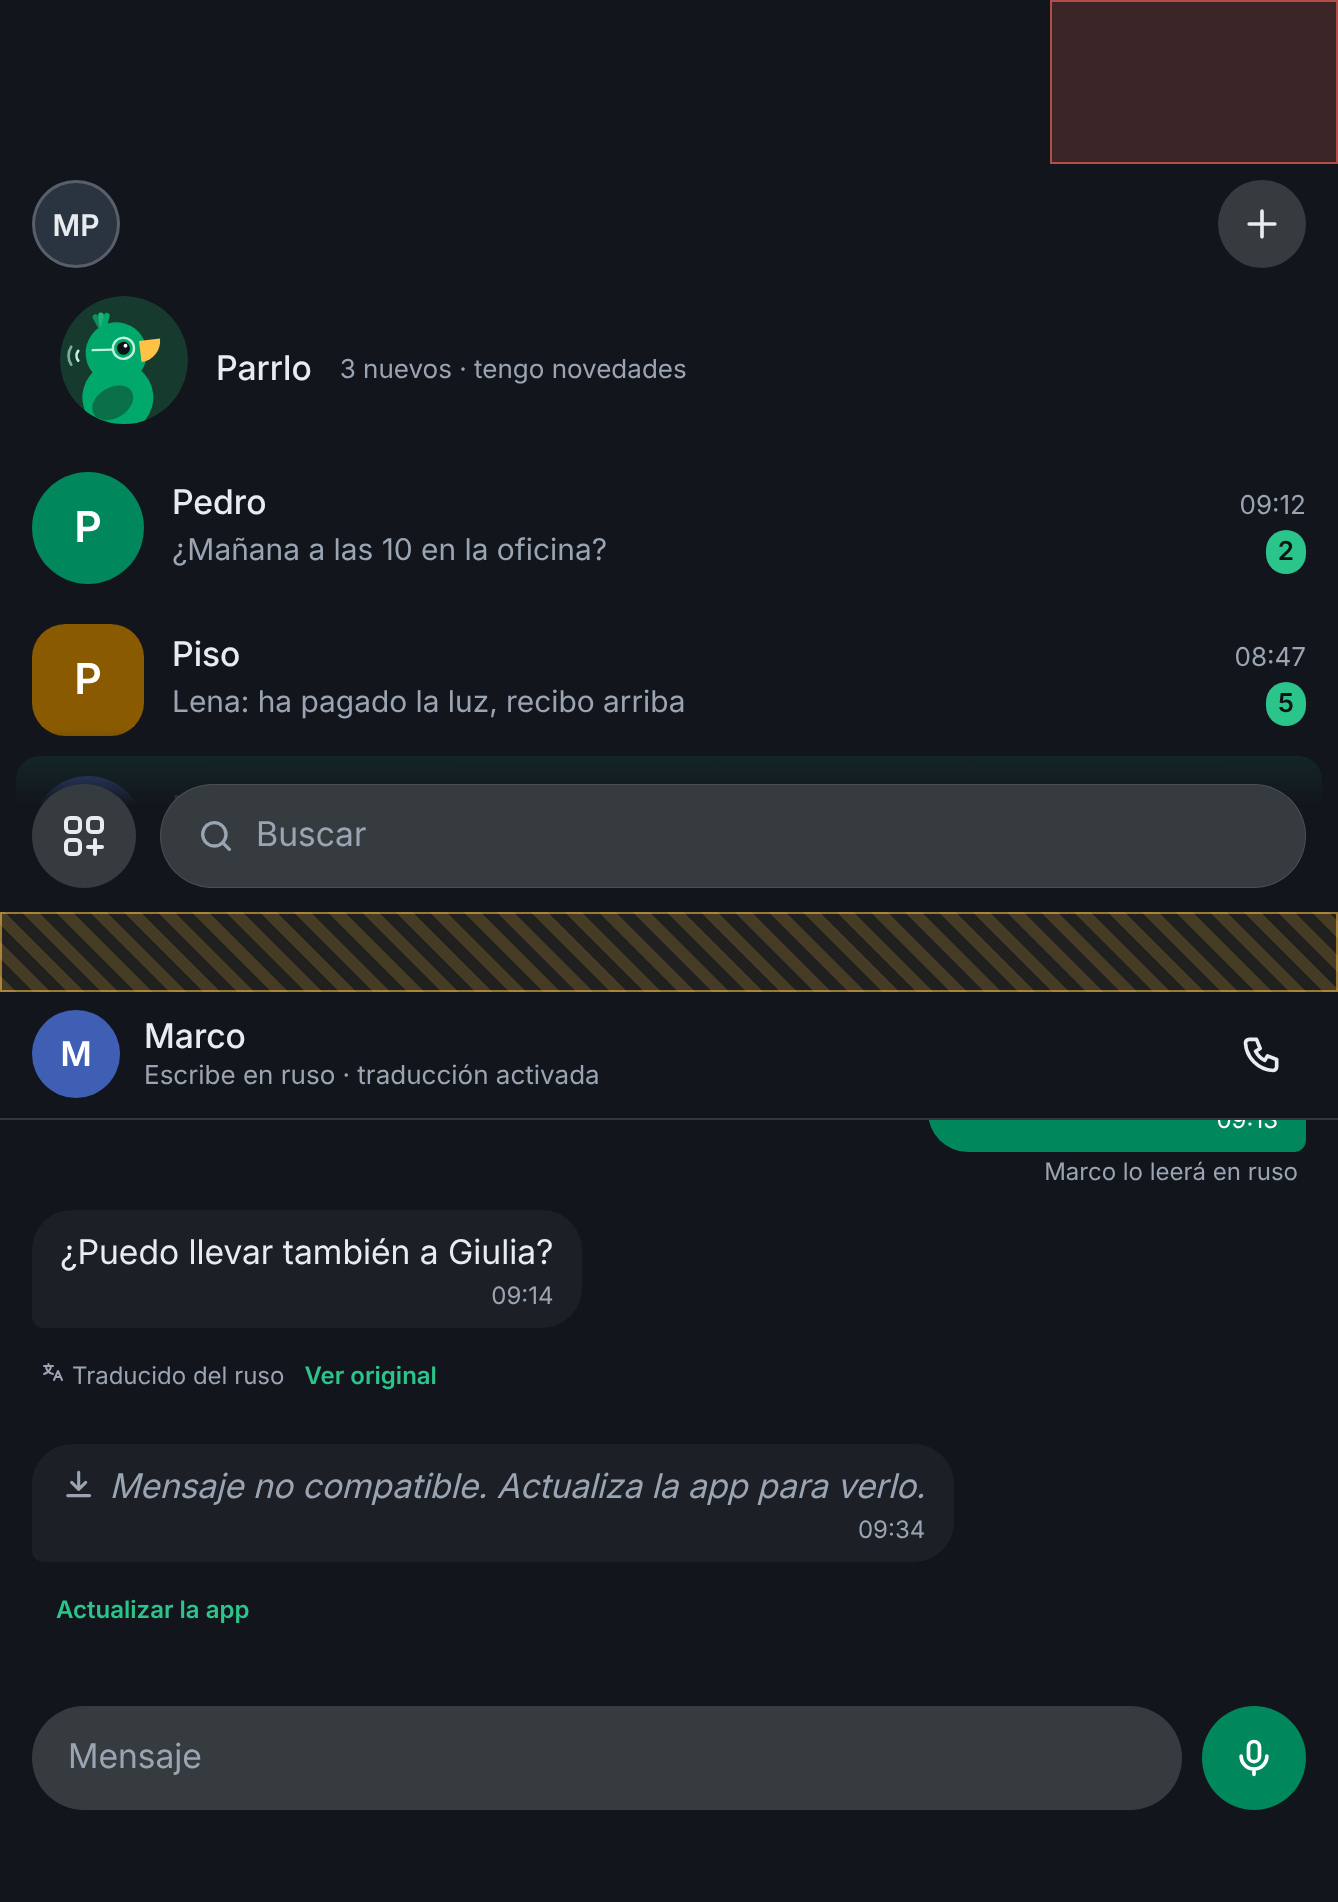 MP
Parrlo 3 nuevos · tengo novedades
P
Pedro
09:12
¿Mañana a las 10 en la oficina?
2
P
Piso
08:47
Lena: ha pagado la luz, recibo arriba
5
Buscar
M
Marco
Escribe en ruso · traducción activada
Marco lo leerá en ruso
¿Puedo llevar también a Giulia?
09:14
Traducido del ruso Ver original
Mensaje no compatible. Actualiza la app para verlo.
09:34
Actualizar la app
Mensaje